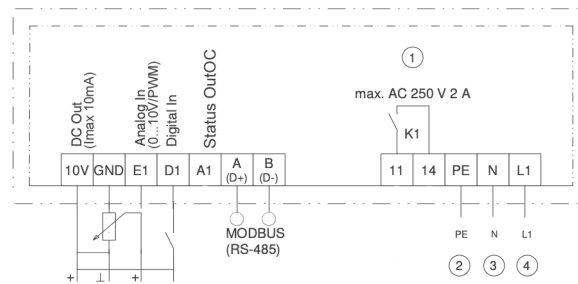 1
max. AC 250 V 2 A
K1
DC Out
(Imax 10mA)
Analog In
(0...10V/PWM)
Digital In
Status OutOC
10V GND E1 D1 A1 A (D+) B (D-)
11 14 PE N L1
MODBUS
(RS-485)
PE N L1
2 3 4
+ ⊥ +